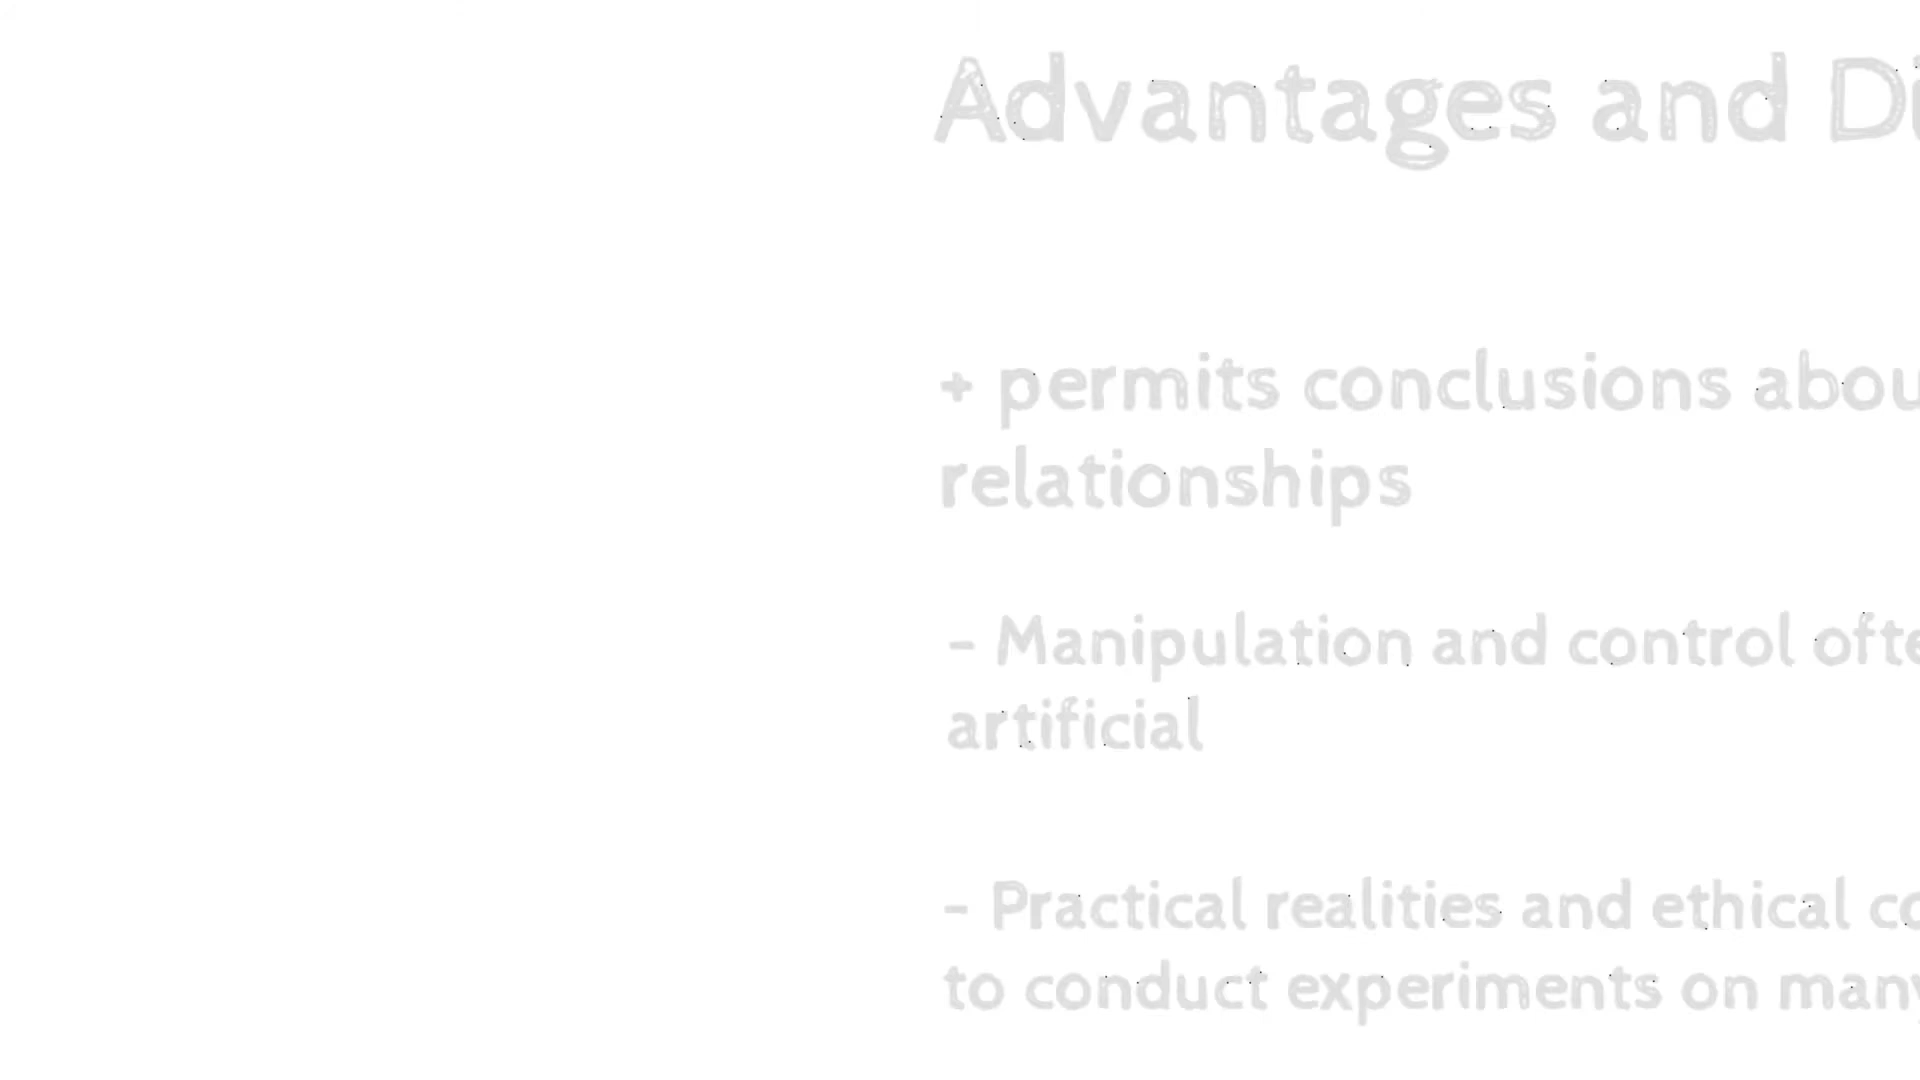 Advantages and Di
+ permits conclusions abou
relationships
- Manipulation and control ofte
artificial
- Practical realities and ethical co
to conduct experiments on many